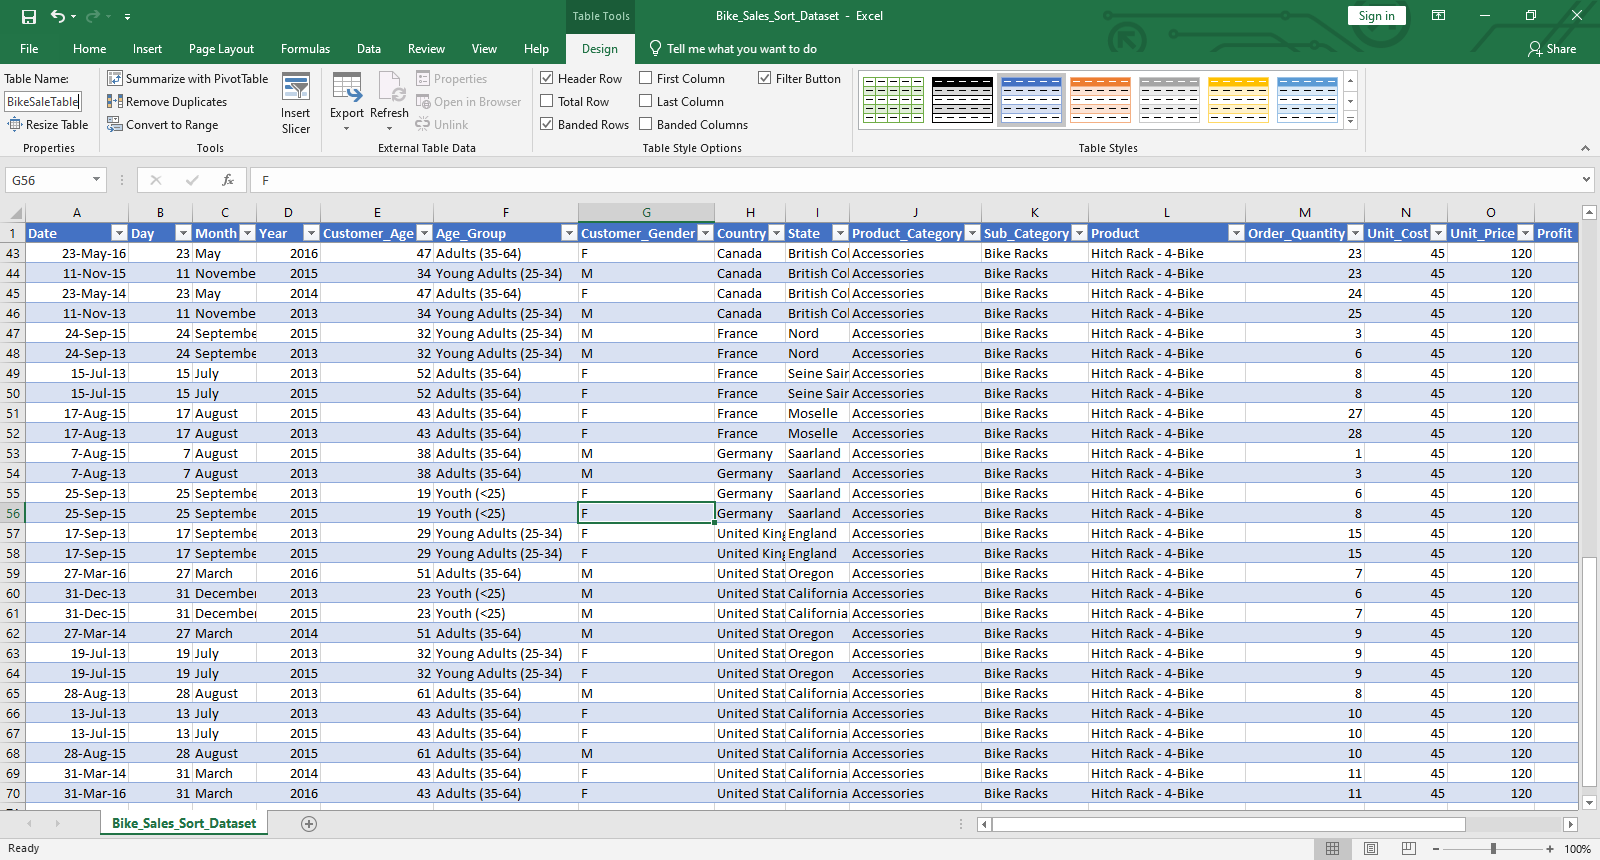 Table Tools
Bike_Sales_Sort_Dataset - Excel
Sign in
File Home Insert Page Layout Formulas Data Review View Help Design Tell me what you want to do Share
Table Name:
BikeSaleTable
Resize Table
Properties
Summarize with PivotTable
Remove Duplicates
Convert to Range
Tools
Insert
Slicer
Export
Refresh
Properties
Open in Browser
Unlink
External Table Data
Header Row
Total Row
Banded Rows
First Column
Last Column
Banded Columns
Filter Button
Table Style Options
Table Styles
G56 fx F
A B C D E F G H I J K L M N O
1 Date Day Month Year Customer_Age Age_Group Customer_Gender Country State Product_Category Sub_Category Product Order_Quantity Unit_Cost Unit_Price Profit
43 23-May-16 23 May 2016 47 Adults (35-64) F Canada British Col Accessories Bike Racks Hitch Rack - 4-Bike 23 45 120
44 11-Nov-15 11 Novembe 2015 34 Young Adults (25-34) M Canada British Col Accessories Bike Racks Hitch Rack - 4-Bike 23 45 120
45 23-May-14 23 May 2014 47 Adults (35-64) F Canada British Col Accessories Bike Racks Hitch Rack - 4-Bike 24 45 120
46 11-Nov-13 11 Novembe 2013 34 Young Adults (25-34) M Canada British Col Accessories Bike Racks Hitch Rack - 4-Bike 25 45 120
47 24-Sep-15 24 Septembe 2015 32 Young Adults (25-34) M France Nord Accessories Bike Racks Hitch Rack - 4-Bike 3 45 120
48 24-Sep-13 24 Septembe 2013 32 Young Adults (25-34) M France Nord Accessories Bike Racks Hitch Rack - 4-Bike 6 45 120
49 15-Jul-13 15 July 2013 52 Adults (35-64) F France Seine Sair Accessories Bike Racks Hitch Rack - 4-Bike 8 45 120
50 15-Jul-15 15 July 2015 52 Adults (35-64) F France Seine Sair Accessories Bike Racks Hitch Rack - 4-Bike 8 45 120
51 17-Aug-15 17 August 2015 43 Adults (35-64) F France Moselle Accessories Bike Racks Hitch Rack - 4-Bike 27 45 120
52 17-Aug-13 17 August 2013 43 Adults (35-64) F France Moselle Accessories Bike Racks Hitch Rack - 4-Bike 28 45 120
53 7-Aug-15 7 August 2015 38 Adults (35-64) M Germany Saarland Accessories Bike Racks Hitch Rack - 4-Bike 1 45 120
54 7-Aug-13 7 August 2013 38 Adults (35-64) M Germany Saarland Accessories Bike Racks Hitch Rack - 4-Bike 3 45 120
55 25-Sep-13 25 Septembe 2013 19 Youth (<25) F Germany Saarland Accessories Bike Racks Hitch Rack - 4-Bike 6 45 120
56 25-Sep-15 25 Septembe 2015 19 Youth (<25) F Germany Saarland Accessories Bike Racks Hitch Rack - 4-Bike 8 45 120
57 17-Sep-13 17 Septembe 2013 29 Young Adults (25-34) F United King England Accessories Bike Racks Hitch Rack - 4-Bike 15 45 120
58 17-Sep-15 17 Septembe 2015 29 Young Adults (25-34) F United King England Accessories Bike Racks Hitch Rack - 4-Bike 15 45 120
59 27-Mar-16 27 March 2016 51 Adults (35-64) M United Stat Oregon Accessories Bike Racks Hitch Rack - 4-Bike 7 45 120
60 31-Dec-13 31 December 2013 23 Youth (<25) M United Stat California Accessories Bike Racks Hitch Rack - 4-Bike 6 45 120
61 31-Dec-15 31 December 2015 23 Youth (<25) M United Stat California Accessories Bike Racks Hitch Rack - 4-Bike 7 45 120
62 27-Mar-14 27 March 2014 51 Adults (35-64) M United Stat Oregon Accessories Bike Racks Hitch Rack - 4-Bike 9 45 120
63 19-Jul-13 19 July 2013 32 Young Adults (25-34) F United Stat Oregon Accessories Bike Racks Hitch Rack - 4-Bike 9 45 120
64 19-Jul-15 19 July 2015 32 Young Adults (25-34) F United Stat Oregon Accessories Bike Racks Hitch Rack - 4-Bike 9 45 120
65 28-Aug-13 28 August 2013 61 Adults (35-64) M United Stat California Accessories Bike Racks Hitch Rack - 4-Bike 8 45 120
66 13-Jul-13 13 July 2013 43 Adults (35-64) F United Stat California Accessories Bike Racks Hitch Rack - 4-Bike 10 45 120
67 13-Jul-15 13 July 2015 43 Adults (35-64) F United Stat California Accessories Bike Racks Hitch Rack - 4-Bike 10 45 120
68 28-Aug-15 28 August 2015 61 Adults (35-64) M United Stat California Accessories Bike Racks Hitch Rack - 4-Bike 10 45 120
69 31-Mar-14 31 March 2014 43 Adults (35-64) F United Stat California Accessories Bike Racks Hitch Rack - 4-Bike 11 45 120
70 31-Mar-16 31 March 2016 43 Adults (35-64) F United Stat California Accessories Bike Racks Hitch Rack - 4-Bike 11 45 120
Bike_Sales_Sort_Dataset
Ready
100%